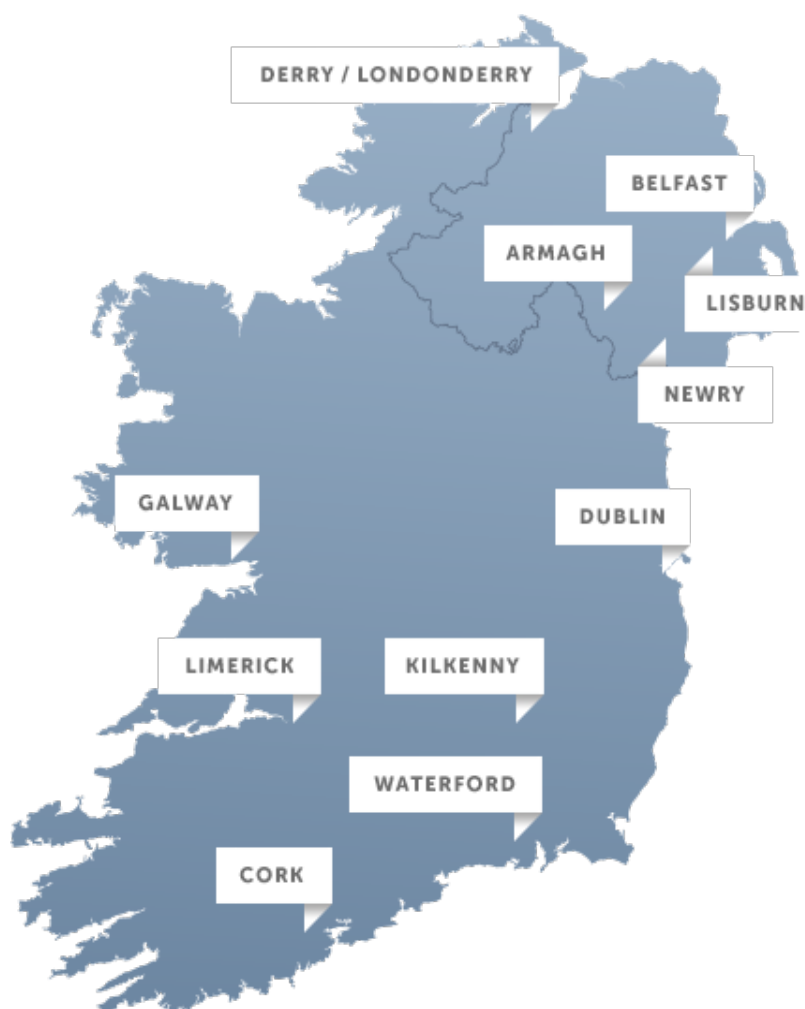 DERRY / LONDONDERRY
BELFAST
ARMAGH
LISBURN
NEWRY
GALWAY
DUBLIN
LIMERICK
KILKENNY
WATERFORD
CORK